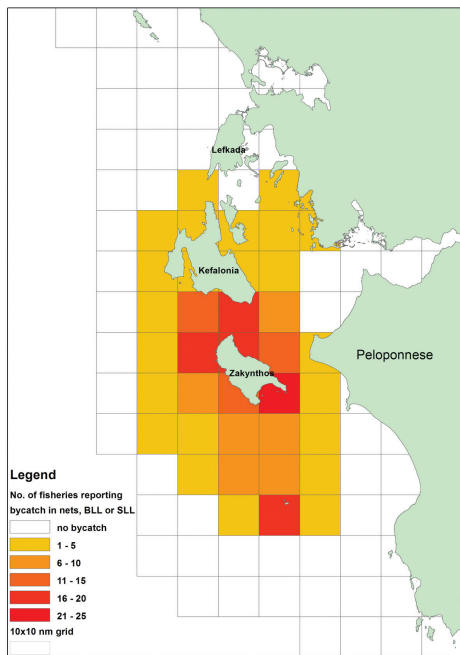 Lefkada
Kefalonia
Peloponnese
Zakynthos
Legend
No. of fisheries reporting
bycatch in nets, BLL or SLL
no bycatch
1 - 5
6 - 10
11 - 15
16 - 20
21 - 25
10x10 nm grid